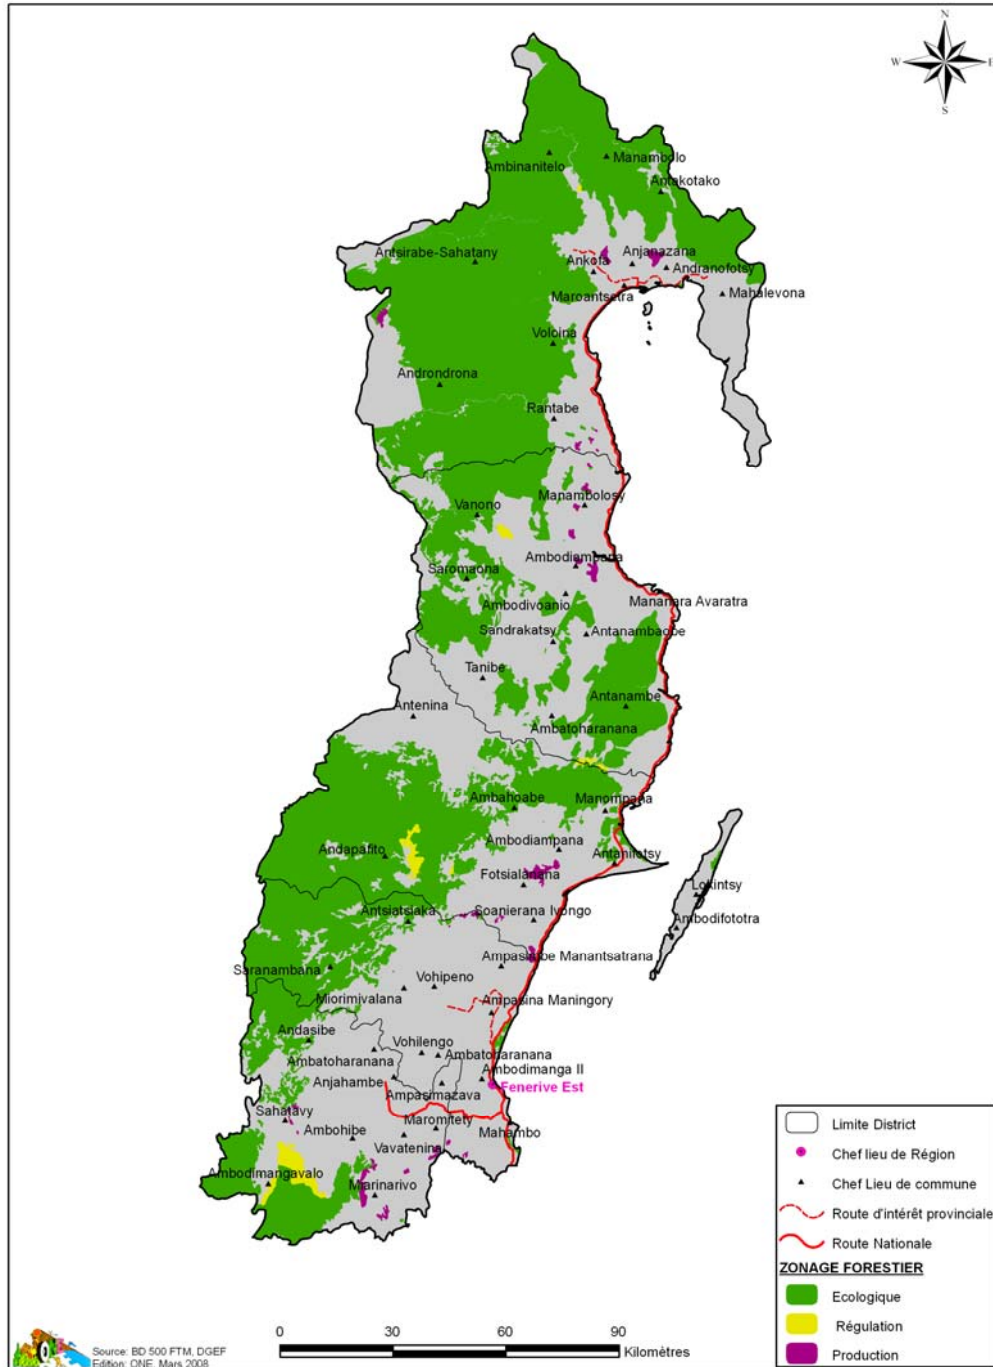 N
W
E
S
Ambinanitelo
Manambolo
Antakotako
Antsirabe-Sahatany
Anjanazana
Ankofa
Andranofotsy
Maroantsetra
Mahalevona
Voloina
Androndrona
Rantabe
Vanono
Manambolosy
Ambodiampana
Saromaona
Ambodivoanio
Mananara Avaratra
Sandrakatsy
Antanambaobe
Tanibe
Antenina
Antanambe
Ambatoharanana
Ambahoabe
Manompana
Andapafito
Ambodiampana
Antanifotsy
Fotsialanana
Lokintsy
Antsiatsiaka
Soanierana Ivongo
Ambodifototra
Saranambana
Ampasimbe Manantsatrana
Vohipeno
Miorimivalana
Ampasina Maningory
Andasibe
Vohilengo
Ambatoharanana
Ambatoharanana
Ambodimanga II
Anjahambe
Fenerive Est
Ampasimazava
Sahatavy
Maromitety
Ambohibe
Mahambo
Vavatenina
Ambodimangavalo
Miarinarivo
Limite District
Chef lieu de Région
Chef Lieu de commune
Route d'intérêt provinciale
Route Nationale
ZONAGE FORESTIER
Ecologique
Régulation
Production
0 30 60 90
Kilomètres
Source: BD 500 FTM, DGEF
Edition: ONE, Mars 2008